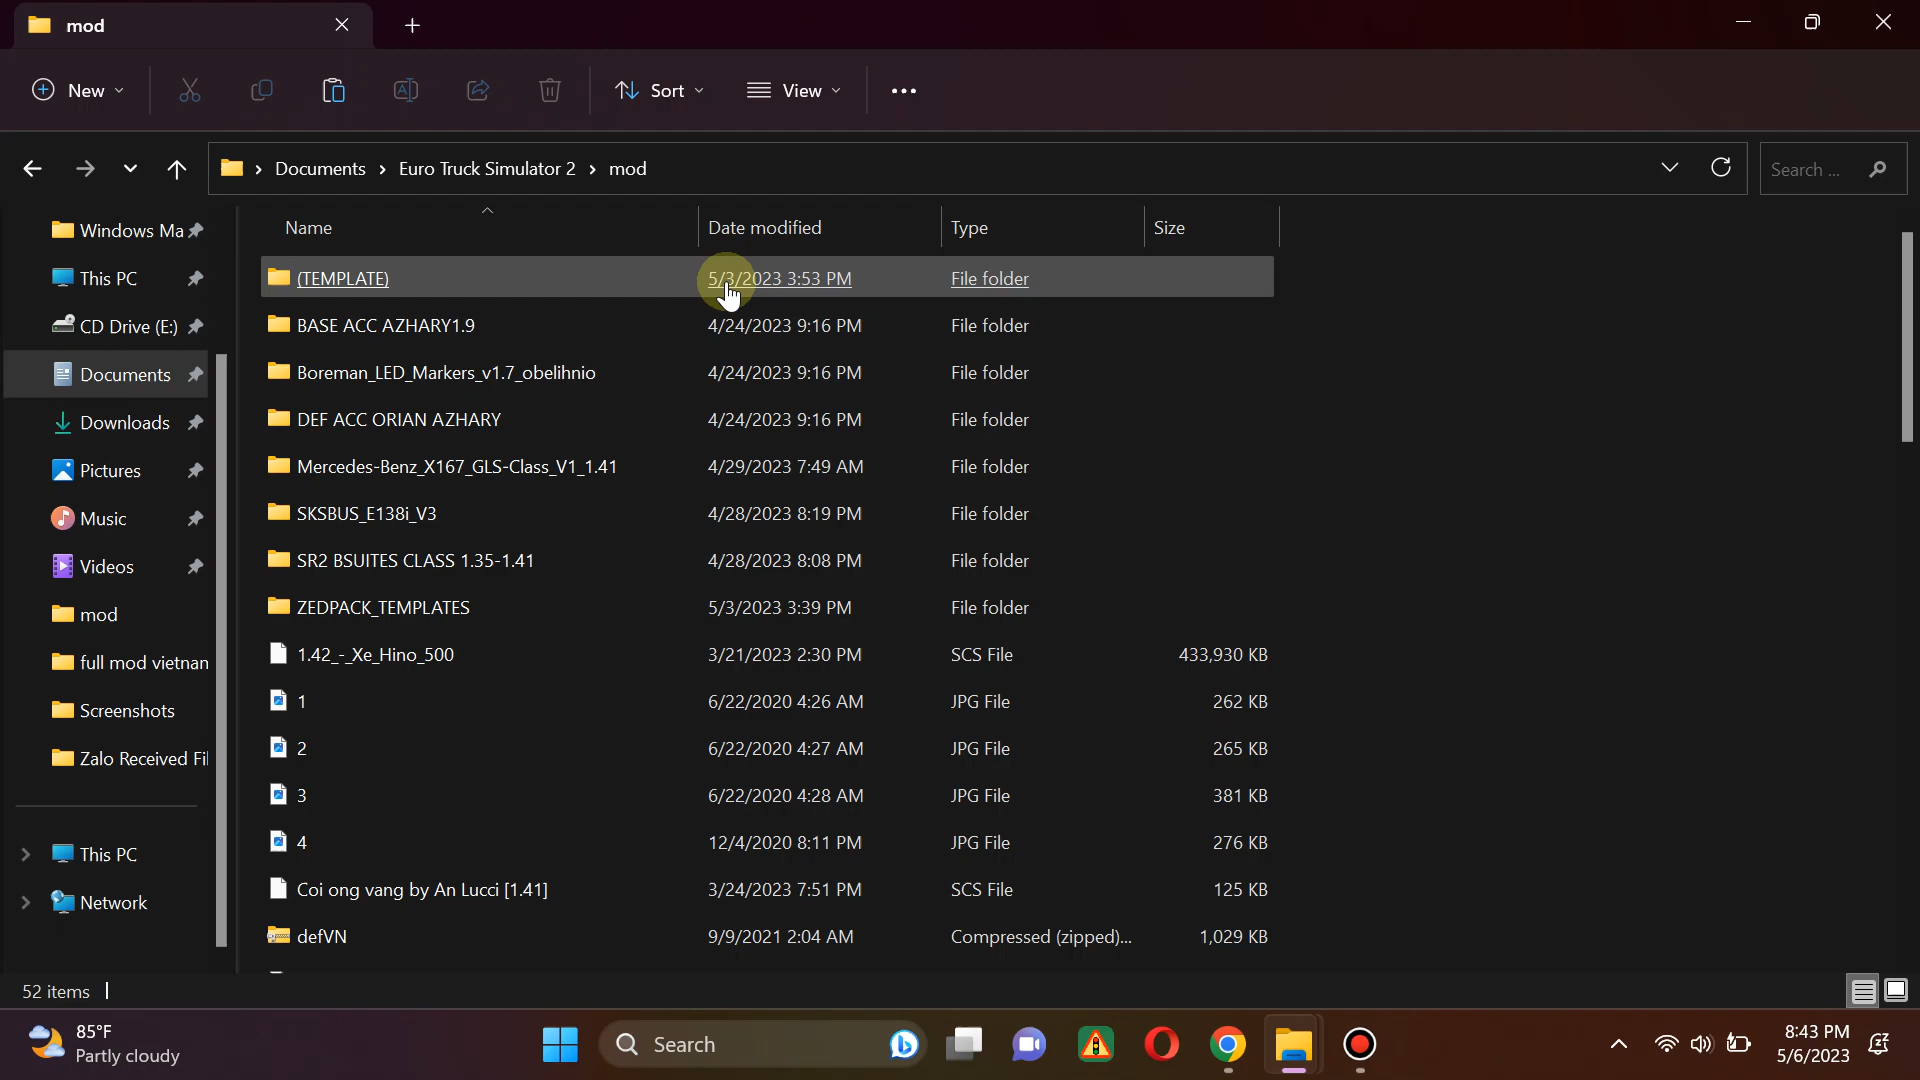 mod
New
Sort
View
Documents
Euro Truck Simulator 2
mod
Search ...
Windows Ma
This PC
CD Drive (E:)
Documents
Downloads
Pictures
Music
Videos
mod
full mod vietnan
Screenshots
Zalo Received Fil
This PC
Network
Name Date modified Type Size
(TEMPLATE) 5/3/2023 3:53 PM File folder
BASE ACC AZHARY1.9 4/24/2023 9:16 PM File folder
Boreman_LED_Markers_v1.7_obelihnio 4/24/2023 9:16 PM File folder
DEF ACC ORIAN AZHARY 4/24/2023 9:16 PM File folder
Mercedes-Benz_X167_GLS-Class_V1_1.41 4/29/2023 7:49 AM File folder
SKSBUS_E138i_V3 4/28/2023 8:19 PM File folder
SR2 BSUITES CLASS 1.35-1.41 4/28/2023 8:08 PM File folder
ZEDPACK_TEMPLATES 5/3/2023 3:39 PM File folder
1.42_-_Xe_Hino_500 3/21/2023 2:30 PM SCS File 433,930 KB
1 6/22/2020 4:26 AM JPG File 262 KB
2 6/22/2020 4:27 AM JPG File 265 KB
3 6/22/2020 4:28 AM JPG File 381 KB
4 12/4/2020 8:11 PM JPG File 276 KB
Coi ong vang by An Lucci [1.41] 3/24/2023 7:51 PM SCS File 125 KB
defVN 9/9/2021 2:04 AM Compressed (zipped)... 1,029 KB
52 items
85°F
Partly cloudy
Search
8:43 PM
5/6/2023